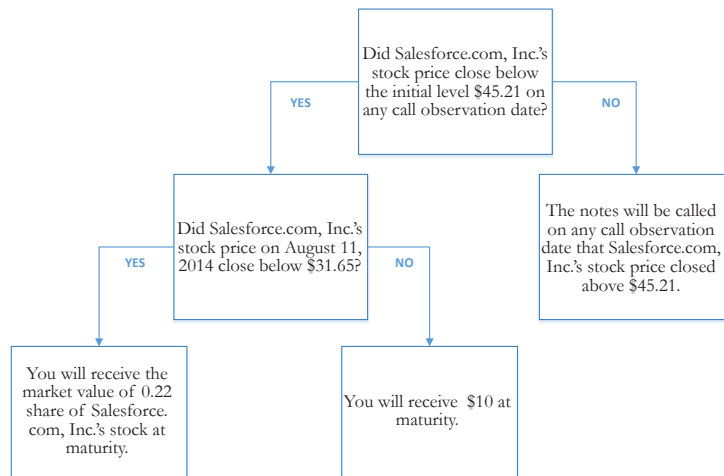 Did Salesforce.com, Inc.'s
stock price close below
the initial level $45.21 on
any call observation date?
YES
NO
Did Salesforce.com, Inc.'s
stock price on August 11,
2014 close below $31.65?
The notes will be called
on any call observation
date that Salesforce.com,
Inc.'s stock price closed
above $45.21.
YES
NO
You will receive the
market value of 0.22
share of Salesforce.
com, Inc.'s stock at
maturity.
You will receive $10 at
maturity.